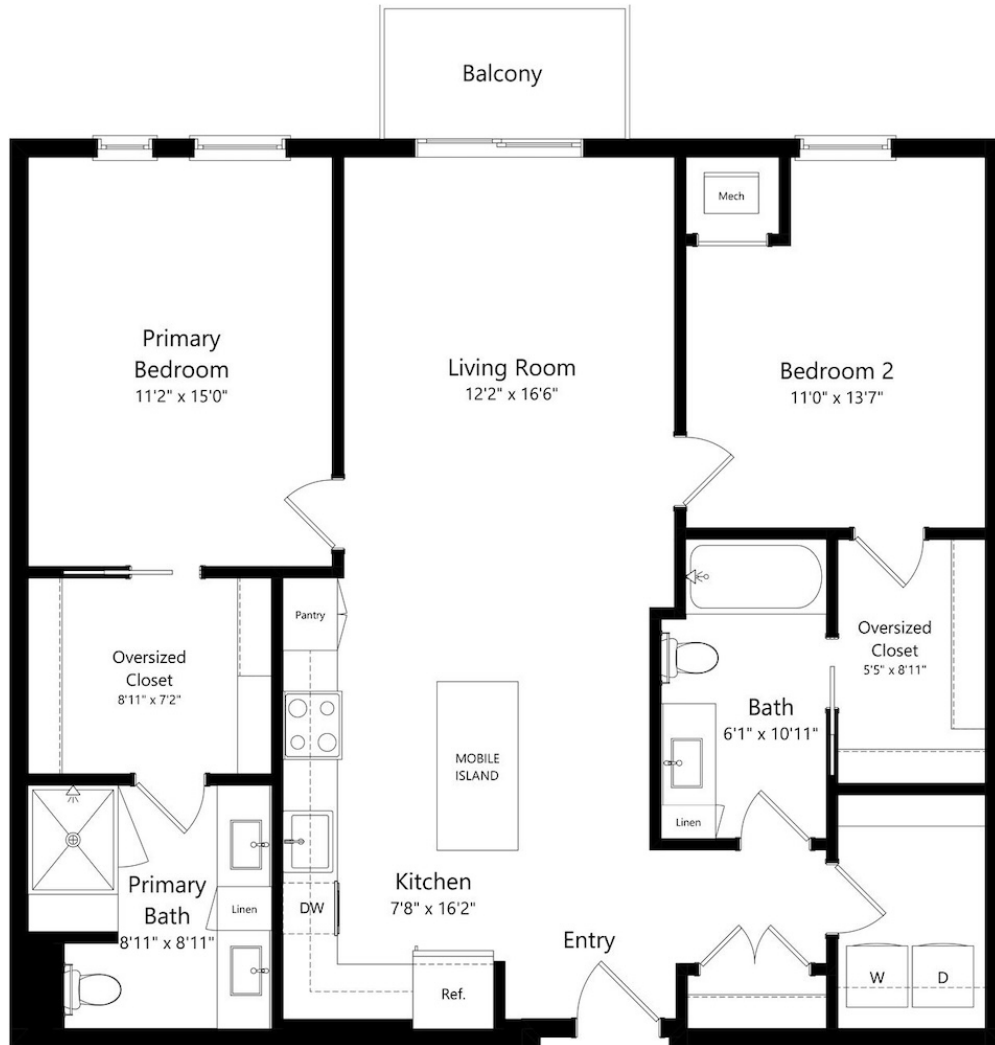 Balcony
Mech
Primary
Bedroom
11'2" x 15'0"
Living Room
12'2" x 16'6"
Bedroom 2
11'0" x 13'7"
Pantry
Oversized
Closet
8'11" x 7'2"
Oversized
Closet
5'5" x 8'11"
Bath
6'1" x 10'11"
MOBILE
ISLAND
Linen
Primary
Bath
8'11" x 8'11"
Linen
DW
Kitchen
7'8" x 16'2"
Entry
Ref.
W
D